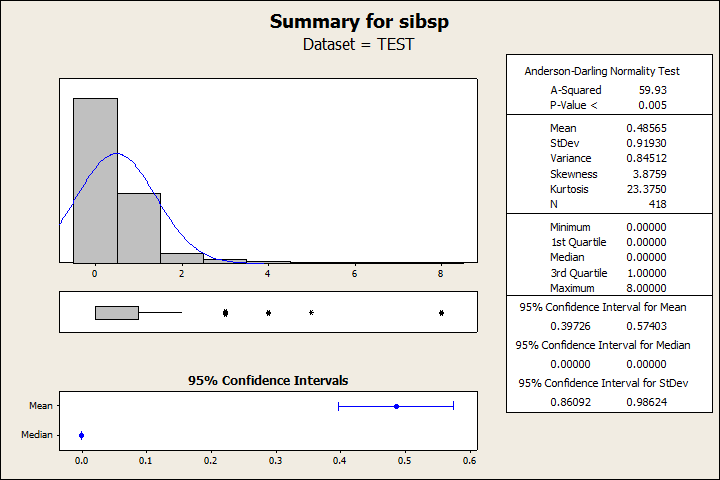 Summary for sibsp
Dataset = TEST
0 2 4 6 8
95% Confidence Intervals
Mean
Median
0.0 0.1 0.2 0.3 0.4 0.5 0.6
Anderson-Darling Normality Test
A-Squared 59.93
P-Value < 0.005
Mean 0.48565
StDev 0.91930
Variance 0.84512
Skewness 3.8759
Kurtosis 23.3750
N 418
Minimum 0.00000
1st Quartile 0.00000
Median 0.00000
3rd Quartile 1.00000
Maximum 8.00000
95% Confidence Interval for Mean
0.39726 0.57403
95% Confidence Interval for Median
0.00000 0.00000
95% Confidence Interval for StDev
0.86092 0.98624